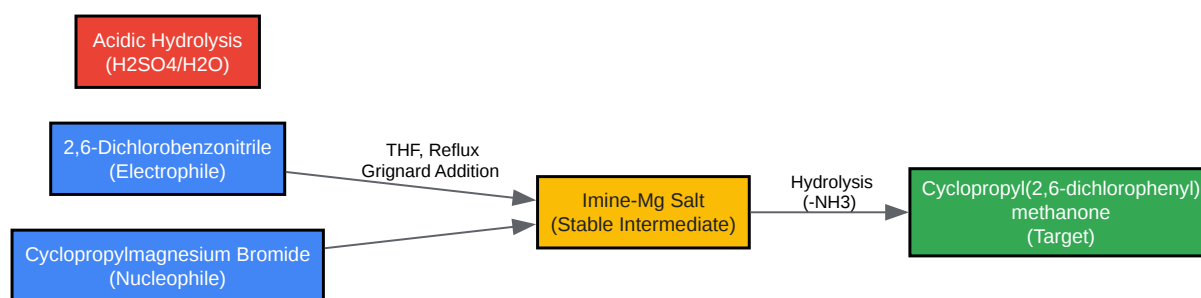 Acidic Hydrolysis
(H2SO4/H2O)
2,6-Dichlorobenzonitrile
(Electrophile)
THF, Reflux
Grignard Addition
Cyclopropylmagnesium Bromide
(Nucleophile)
Imine-Mg Salt
(Stable Intermediate)
Hydrolysis
(-NH3)
Cyclopropyl(2,6-dichlorophenyl)
methanone
(Target)